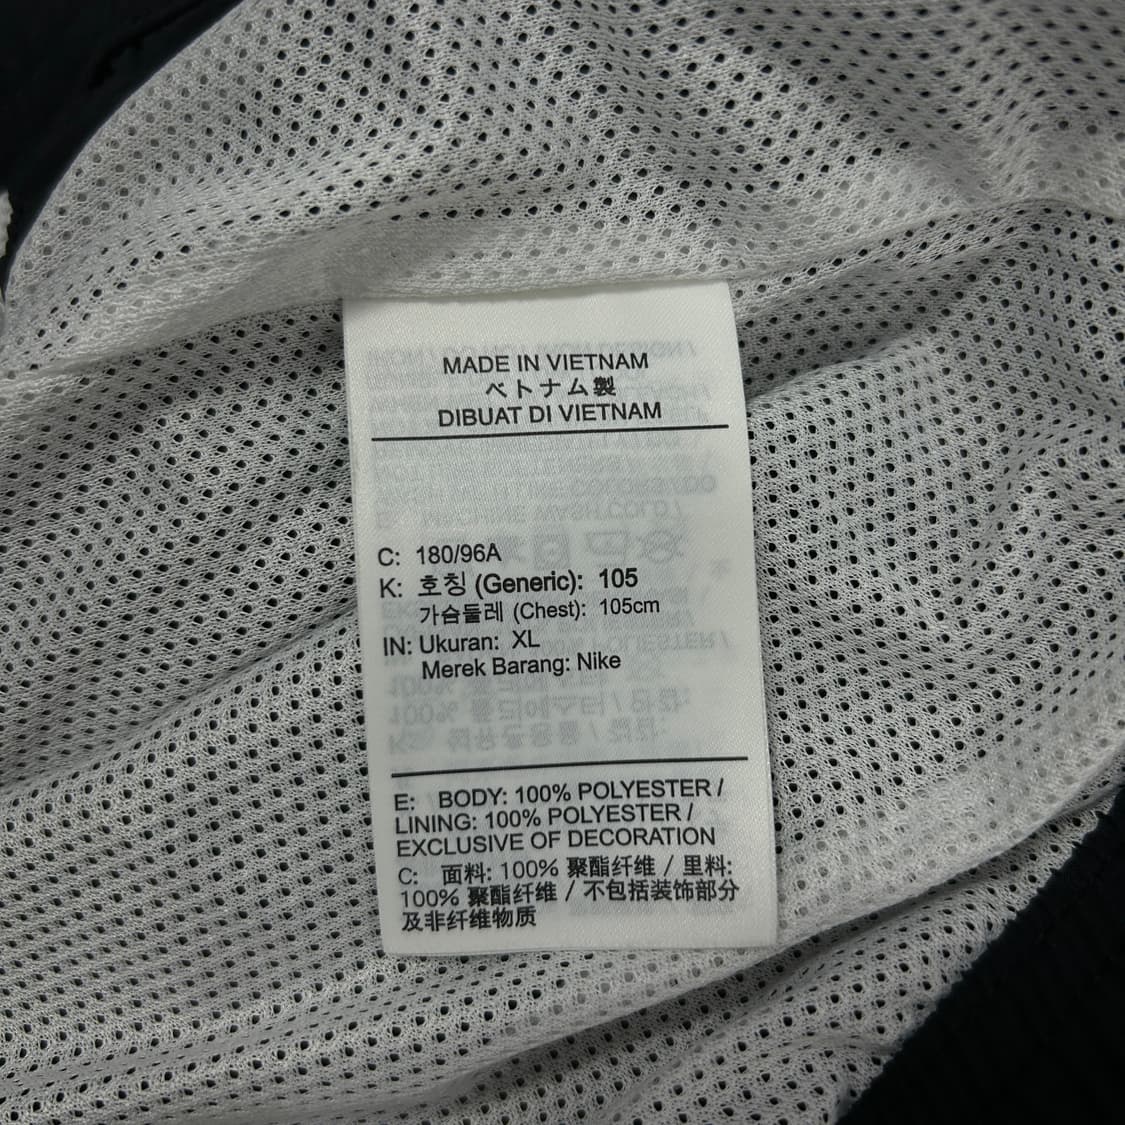 MADE IN VIETNAM
ベトナム製
DIBUAT DI VIETNAM
C: 180/96A
K: 호칭 (Generic): 105
가슴둘레 (Chest): 105cm
IN: Ukuran: XL
Merek Barang: Nike
E: BODY: 100% POLYESTER /
LINING: 100% POLYESTER /
EXCLUSIVE OF DECORATION
C: 面料: 100% 聚酯纤维 / 里料:
100% 聚酯纤维 / 不包括装饰部分
及非纤维物质